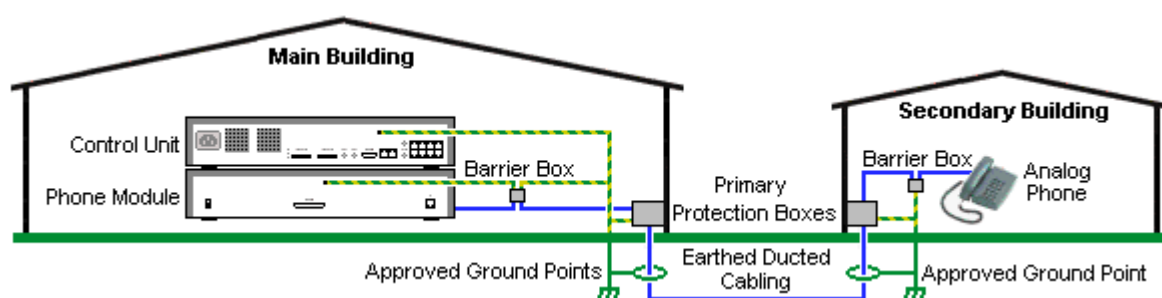 Main Building
Secondary Building
Control Unit
Barrier Box
Barrier Box
Analog
Phone
Phone Module
Primary
Protection Boxes
Earthed Ducted
Cabling
Approved Ground Points
Approved Ground Point